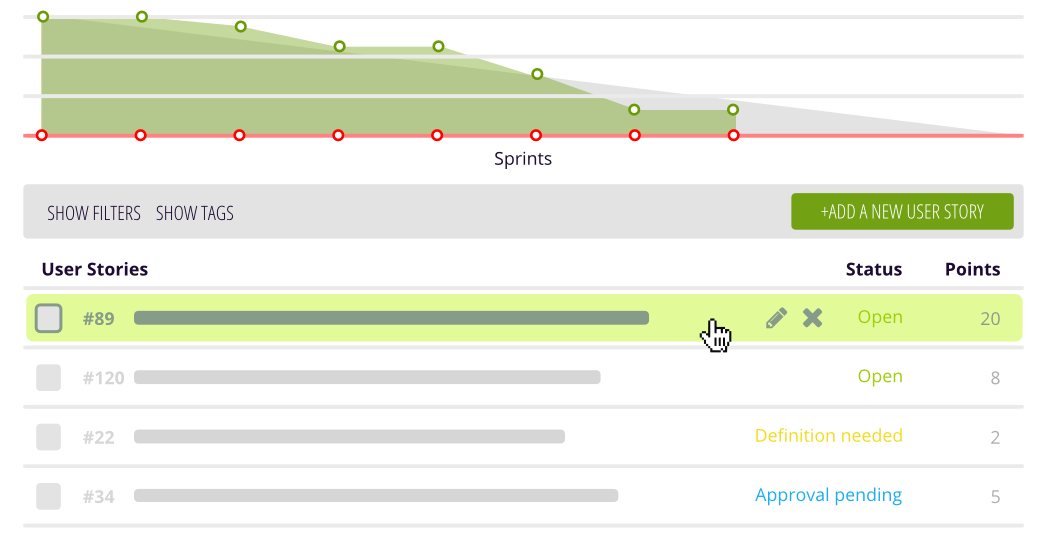 Sprints
SHOW FILTERS SHOW TAGS +ADD A NEW USER STORY
User Stories Status Points
#89 Open 20
#120 Open 8
#22 Definition needed 2
#34 Approval pending 5